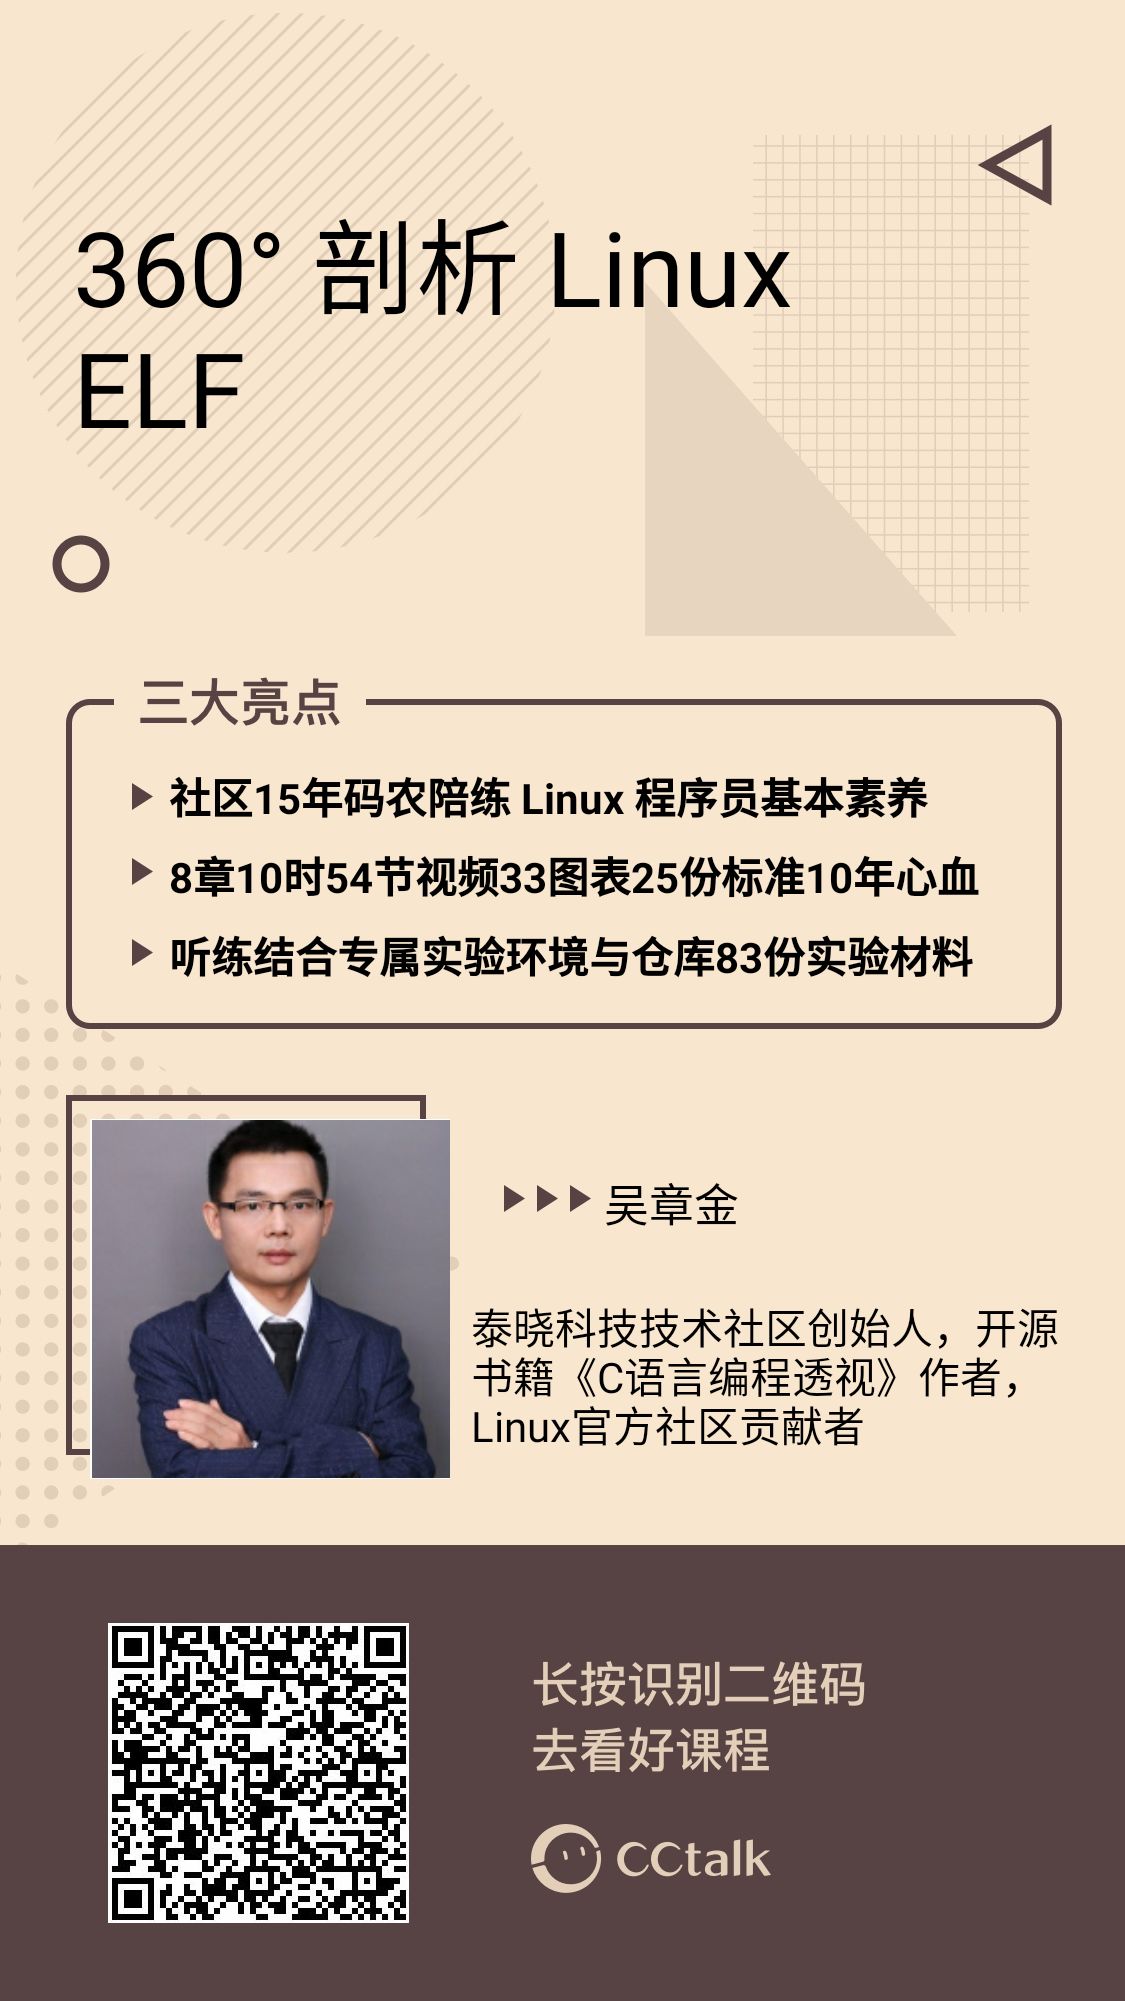 360° 剖析 Linux
ELF
三大亮点
社区15年码农陪练 Linux 程序员基本素养
8章10时54节视频33图表25份标准10年心血
听练结合专属实验环境与仓库83份实验材料
吴章金
泰晓科技技术社区创始人，开源
书籍《C语言编程透视》作者，
Linux官方社区贡献者
长按识别二维码
去看好课程
CCtalk